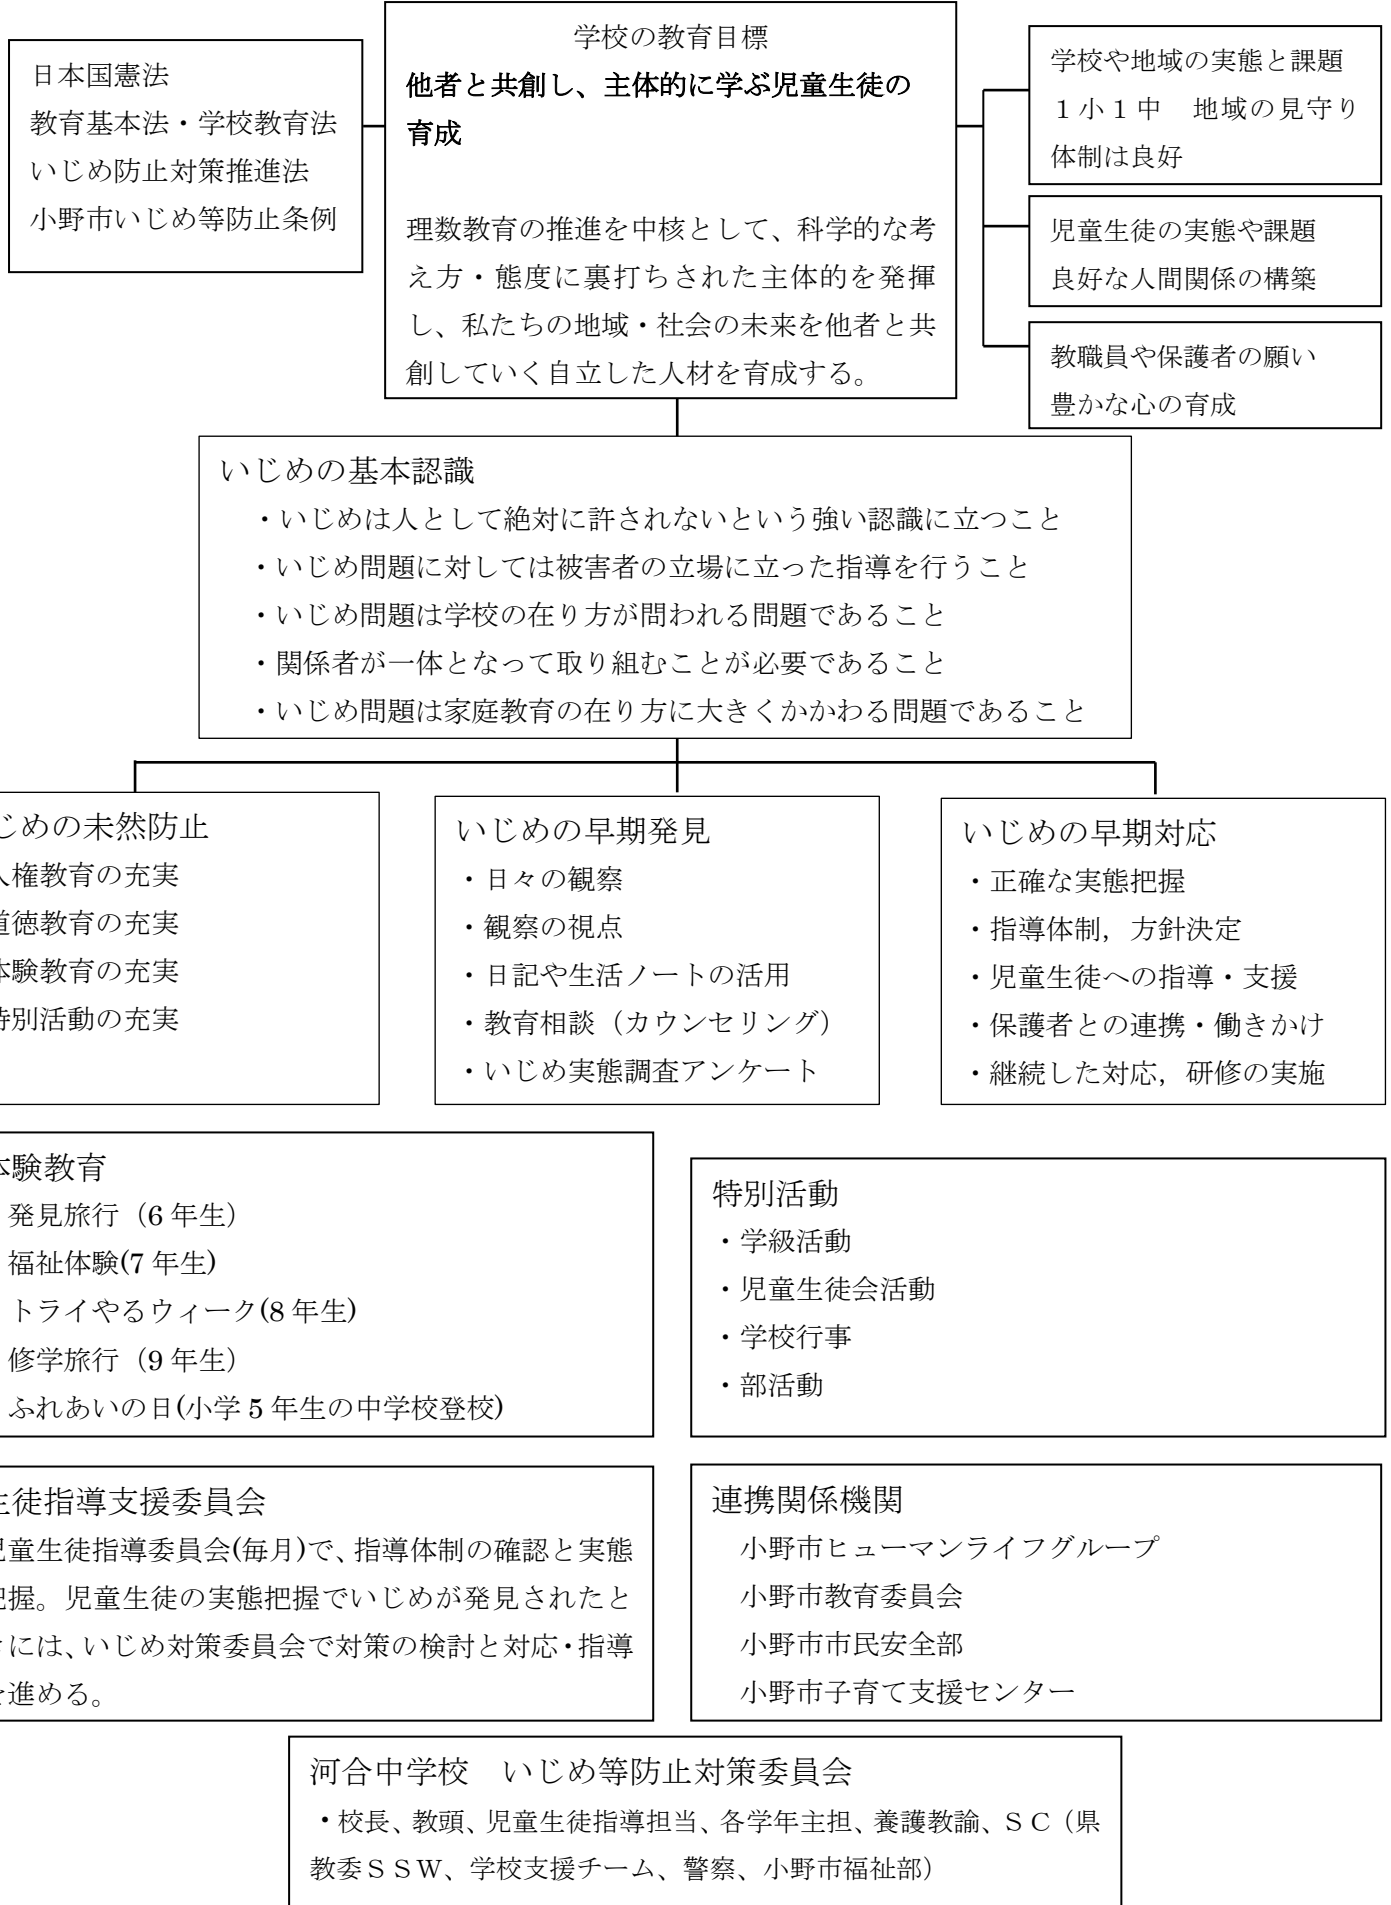 日本国憲法
教育基本法・学校教育法
いじめ防止対策推進法
小野市いじめ等防止条例
学校の教育目標
他者と共創し、主体的に学ぶ児童生徒の
育成
理数教育の推進を中核として、科学的な考
え方・態度に裏打ちされた主体的を発揮
し、私たちの地域・社会の未来を他者と共
創していく自立した人材を育成する。
学校や地域の実態と課題
１小１中　地域の見守り
体制は良好
児童生徒の実態や課題
良好な人間関係の構築
教職員や保護者の願い
豊かな心の育成
いじめの基本認識
・いじめは人として絶対に許されないという強い認識に立つこと
・いじめ問題に対しては被害者の立場に立った指導を行うこと
・いじめ問題は学校の在り方が問われる問題であること
・関係者が一体となって取り組むことが必要であること
・いじめ問題は家庭教育の在り方に大きくかかわる問題であること
じめの未然防止
人権教育の充実
道徳教育の充実
体験教育の充実
特別活動の充実
いじめの早期発見
・日々の観察
・観察の視点
・日記や生活ノートの活用
・教育相談（カウンセリング）
・いじめ実態調査アンケート
いじめの早期対応
・正確な実態把握
・指導体制，方針決定
・児童生徒への指導・支援
・保護者との連携・働きかけ
・継続した対応，研修の実施
体験教育
発見旅行（6 年生）
福祉体験(7 年生)
トライやるウィーク(8 年生)
修学旅行（9 年生）
ふれあいの日(小学 5 年生の中学校登校)
特別活動
・学級活動
・児童生徒会活動
・学校行事
・部活動
生徒指導支援委員会
児童生徒指導委員会(毎月)で、指導体制の確認と実態
把握。児童生徒の実態把握でいじめが発見されたと
きには、いじめ対策委員会で対策の検討と対応・指導
を進める。
連携関係機関
小野市ヒューマンライフグループ
小野市教育委員会
小野市市民安全部
小野市子育て支援センター
河合中学校　いじめ等防止対策委員会
・校長、教頭、児童生徒指導担当、各学年主担、養護教諭、ＳＣ（県
教委ＳＳＷ、学校支援チーム、警察、小野市福祉部）